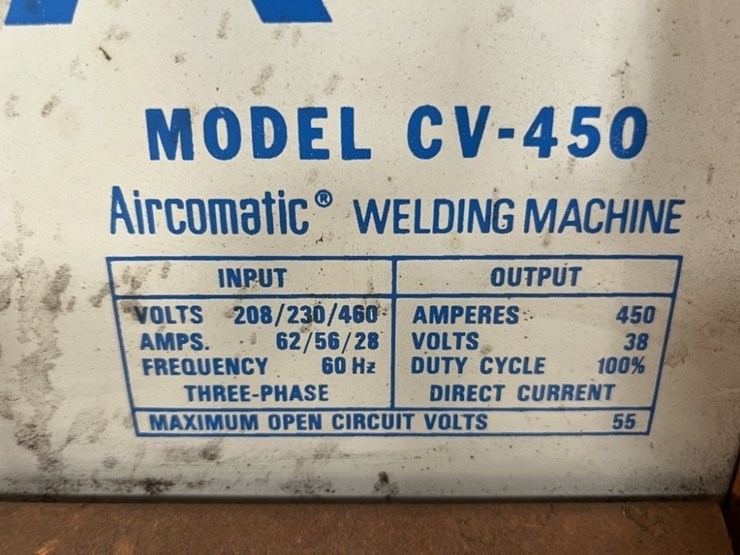 MODEL CV-450
Aircomatic® WELDING MACHINE
INPUT OUTPUT
VOLTS 208/230/460 AMPERES 450
AMPS. 62/56/28 VOLTS 38
FREQUENCY 60 Hz DUTY CYCLE 100%
THREE-PHASE DIRECT CURRENT
MAXIMUM OPEN CIRCUIT VOLTS 55